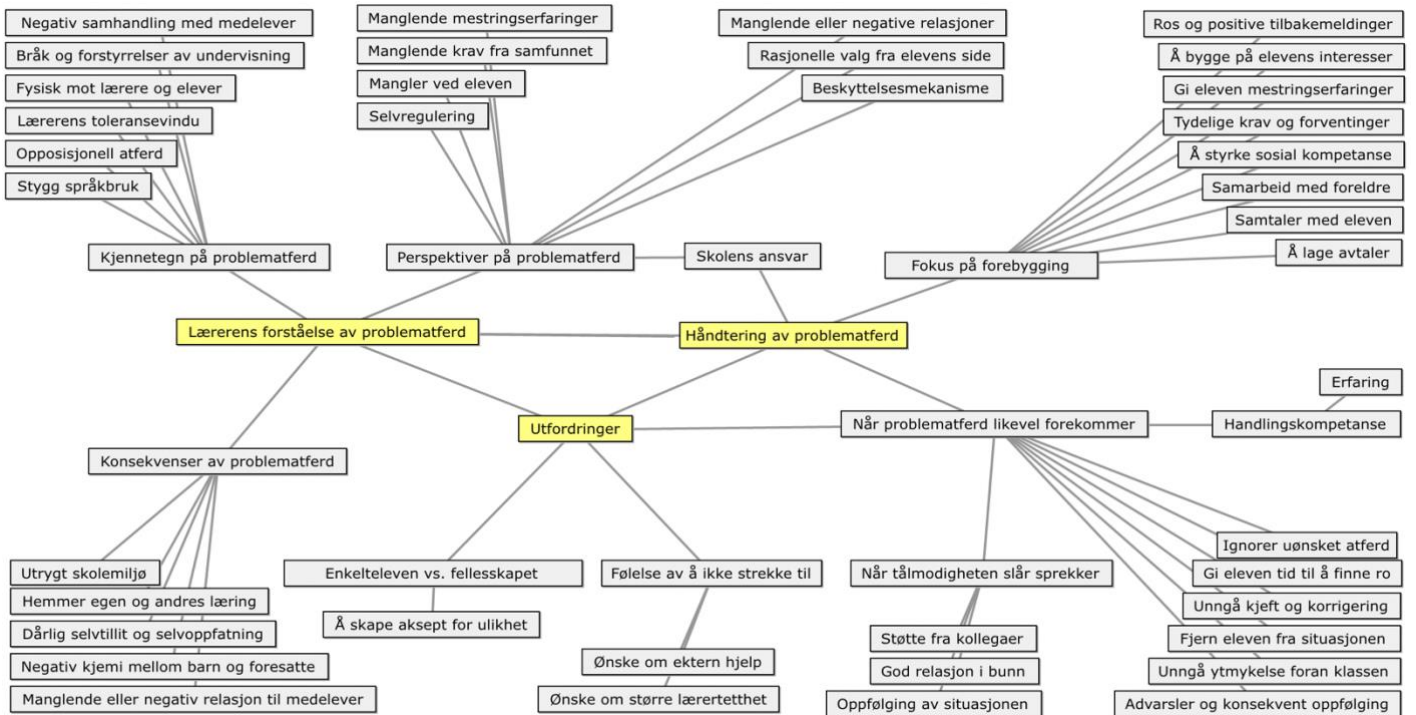 Negativ samhandling med medelever
Bråk og forstyrrelser av undervisning
Fysisk mot lærere og elever
Lærerens toleransevindu
Opposisjonell atferd
Stygg språkbruk
Kjennetegn på problematferd
Manglende mestringserfaringer
Manglende krav fra samfunnet
Mangler ved eleven
Selvregulering
Manglende eller negative relasjoner
Rasjonelle valg fra elevens side
Beskyttelsesmekanisme
Perspektiver på problematferd
Skolens ansvar
Ros og positive tilbakemeldinger
Å bygge på elevens interesser
Gi eleven mestringserfaringer
Tydelige krav og forventinger
Å styrke sosial kompetanse
Samarbeid med foreldre
Samtaler med eleven
Å lage avtaler
Fokus på forebygging
Lærerens forståelse av problematferd
Håndtering av problematferd
Utfordringer
Når problematferd likevel forekommer
Erfaring
Handlingskompetanse
Konsekvenser av problematferd
Utrygt skolemiljø
Hemmer egen og andres læring
Dårlig selvtillit og selvoppfatning
Negativ kjemi mellom barn og foresatte
Manglende eller negativ relasjon til medelever
Enkelteleven vs. fellesskapet
Å skape aksept for ulikhet
Følelse av å ikke strekke til
Ønske om ektern hjelp
Ønske om større lærertetthet
Når tålmodigheten slår sprekker
Støtte fra kollegaer
God relasjon i bunn
Oppfølging av situasjonen
Ignorer uønsket atferd
Gi eleven tid til å finne ro
Unngå kjeft og korrigering
Fjern eleven fra situasjonen
Unngå ytmykelse foran klassen
Advarsler og konsekvent oppfølging